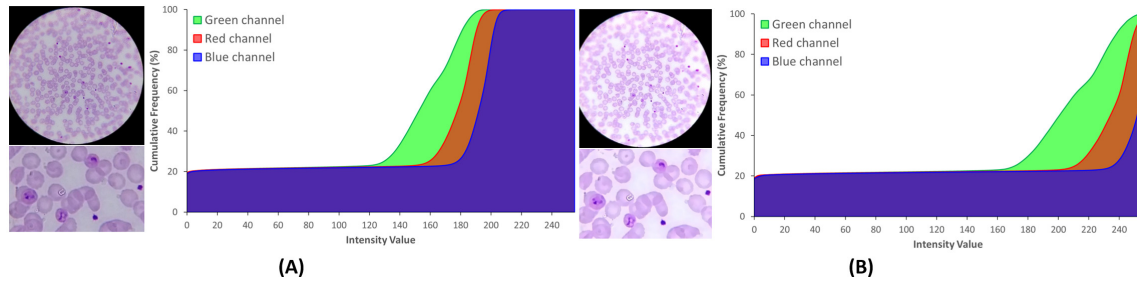 Green channel
Red channel
Blue channel
Cumulative Frequency (%)
100
80
60
40
20
0
0 20 40 60 80 100 120 140 160 180 200 220 240
Intensity Value
(A)
Green channel
Red channel
Blue channel
Cumulative Frequency (%)
100
80
60
40
20
0
0 20 40 60 80 100 120 140 160 180 200 220 240
Intensity Value
(B)